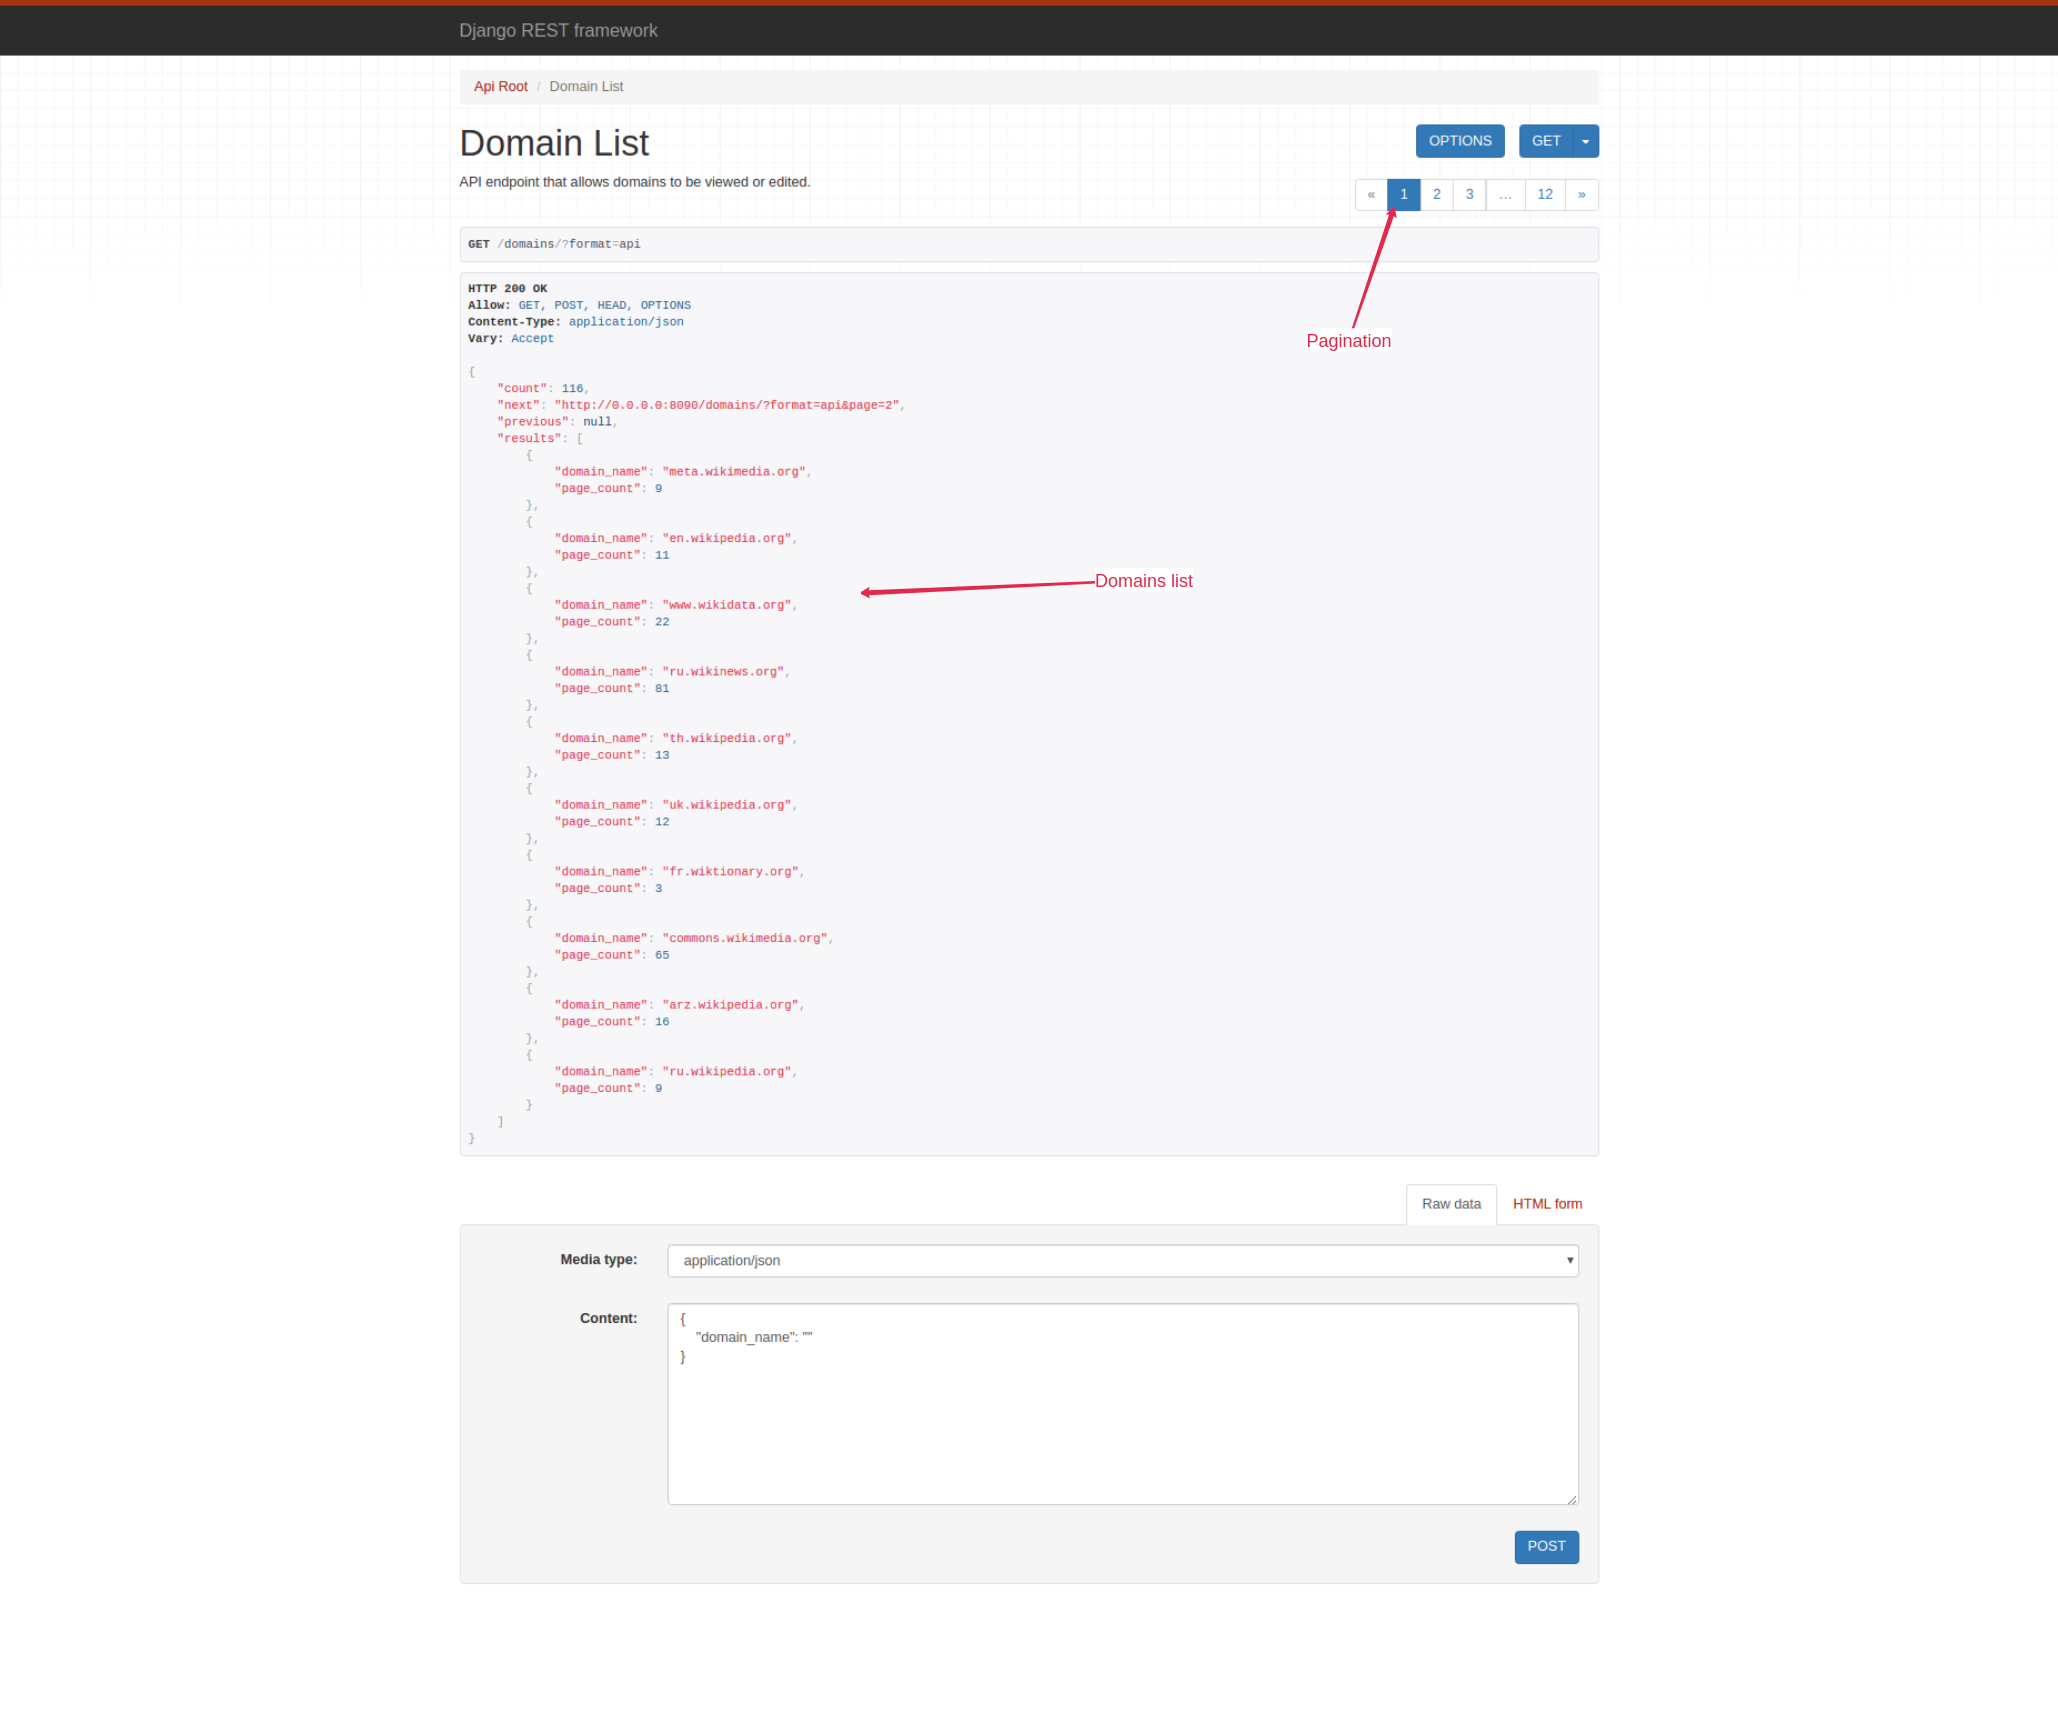 Django REST framework
Api Root / Domain List
Domain List
OPTIONS
GET
API endpoint that allows domains to be viewed or edited.
« 1 2 3 … 12 »
GET /domains/?format=api
HTTP 200 OK
Allow: GET, POST, HEAD, OPTIONS
Content-Type: application/json
Vary: Accept
Pagination
{
    "count": 116,
    "next": "http://0.0.0.0:8090/domains/?format=api&page=2",
    "previous": null,
    "results": [
        {
            "domain_name": "meta.wikimedia.org",
            "page_count": 9
        },
        {
            "domain_name": "en.wikipedia.org",
            "page_count": 11
        },
        {
Domains list
            "domain_name": "www.wikidata.org",
            "page_count": 22
        },
        {
            "domain_name": "ru.wikinews.org",
            "page_count": 81
        },
        {
            "domain_name": "th.wikipedia.org",
            "page_count": 13
        },
        {
            "domain_name": "uk.wikipedia.org",
            "page_count": 12
        },
        {
            "domain_name": "fr.wiktionary.org",
            "page_count": 3
        },
        {
            "domain_name": "commons.wikimedia.org",
            "page_count": 65
        },
        {
            "domain_name": "arz.wikipedia.org",
            "page_count": 16
        },
        {
            "domain_name": "ru.wikipedia.org",
            "page_count": 9
        }
    ]
}
Raw data
HTML form
Media type: application/json
Content:
{
    "domain_name": ""
}
POST